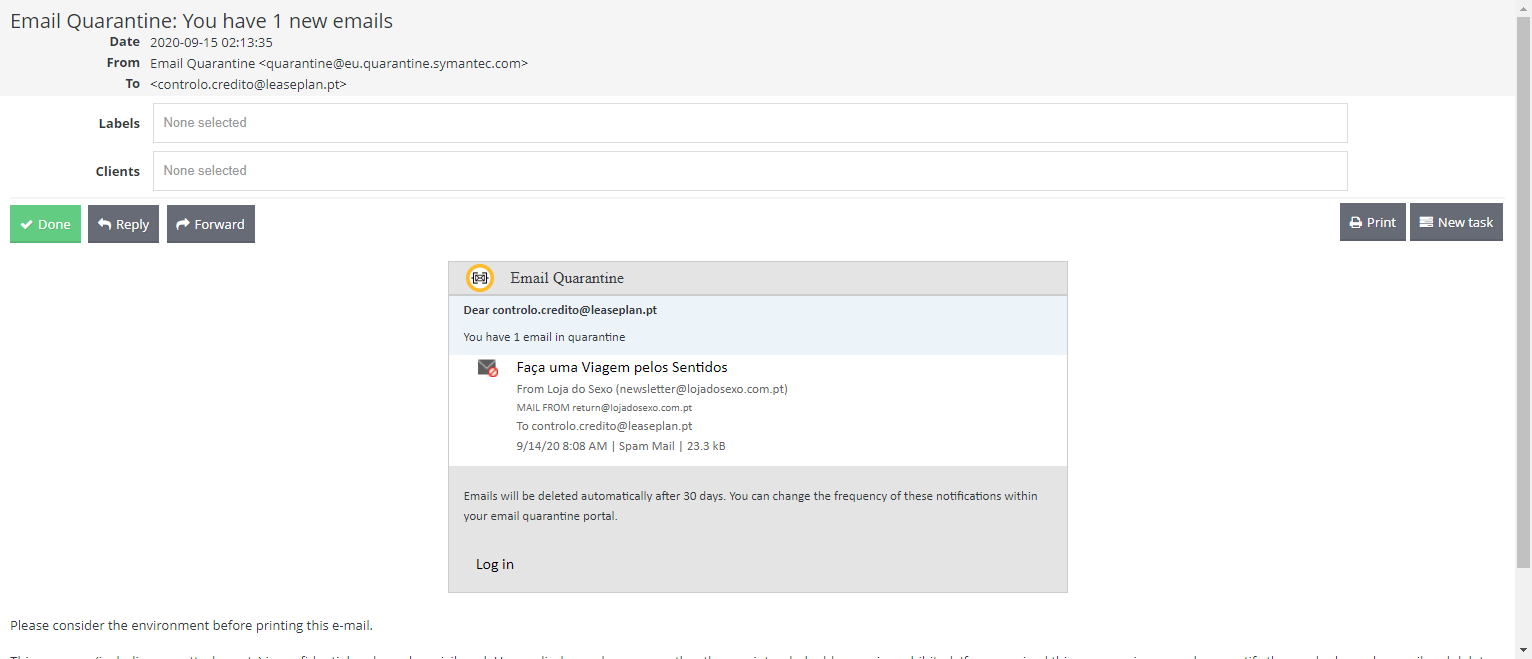 Email Quarantine: You have 1 new emails
Date 2020-09-15 02:13:35
From Email Quarantine <quarantine@eu.quarantine.symantec.com>
To <controlo.credito@leaseplan.pt>
Labels None selected
Clients None selected
Done Reply Forward Print New task
Email Quarantine
Dear controlo.credito@leaseplan.pt
You have 1 email in quarantine
Faça uma Viagem pelos Sentidos
From Loja do Sexo (newsletter@lojadosexo.com.pt)
MAIL FROM return@lojadosexo.com.pt
To controlo.credito@leaseplan.pt
9/14/20 8:08 AM | Spam Mail | 23.3 kB
Emails will be deleted automatically after 30 days. You can change the frequency of these notifications within
your email quarantine portal.
Log in
Please consider the environment before printing this e-mail.